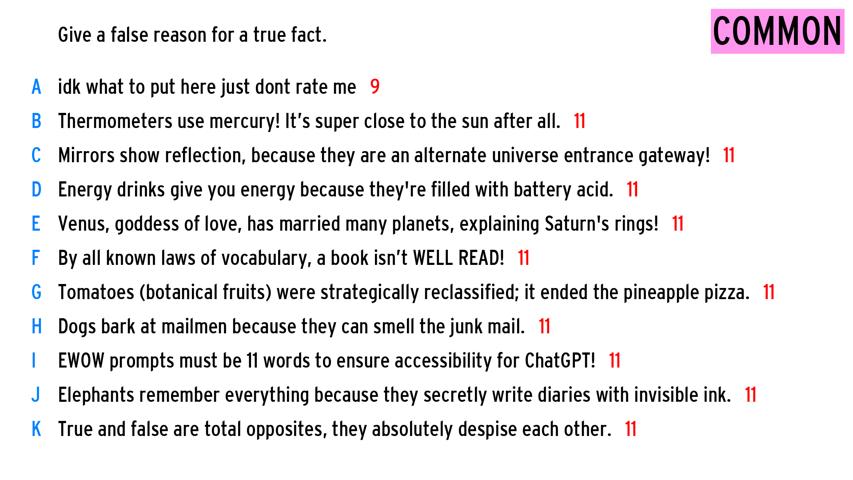 Give a false reason for a true fact.
COMMON
A idk what to put here just dont rate me 9
B Thermometers use mercury! It’s super close to the sun after all. 11
C Mirrors show reflection, because they are an alternate universe entrance gateway! 11
D Energy drinks give you energy because they're filled with battery acid. 11
E Venus, goddess of love, has married many planets, explaining Saturn's rings! 11
F By all known laws of vocabulary, a book isn’t WELL READ! 11
G Tomatoes (botanical fruits) were strategically reclassified; it ended the pineapple pizza. 11
H Dogs bark at mailmen because they can smell the junk mail. 11
I EWOW prompts must be 11 words to ensure accessibility for ChatGPT! 11
J Elephants remember everything because they secretly write diaries with invisible ink. 11
K True and false are total opposites, they absolutely despise each other. 11